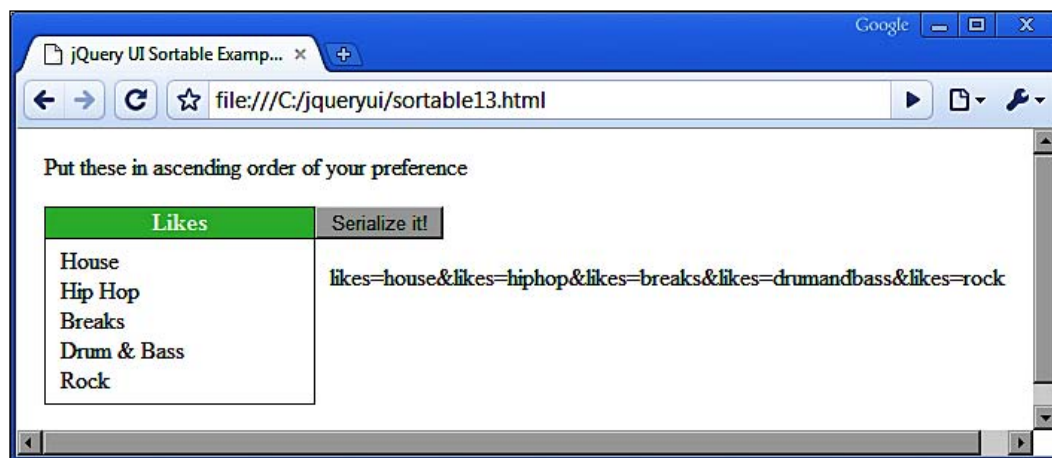 Google
jQuery UI Sortable Examp...
file:///C:/jqueryui/sortable13.html
Put these in ascending order of your preference
Likes
Serialize it!
House
Hip Hop
Breaks
Drum & Bass
Rock
likes=house&likes=hiphop&likes=breaks&likes=drumandbass&likes=rock